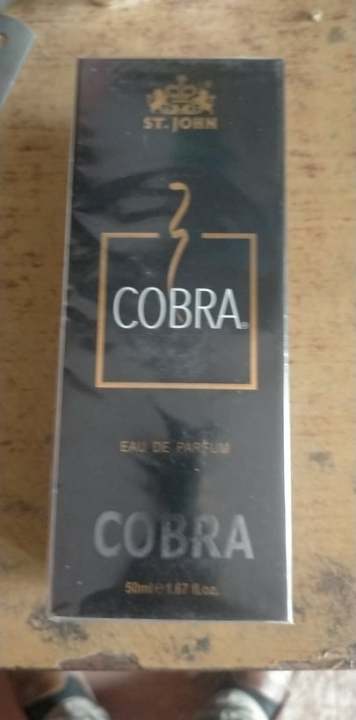 ST. JOHN
COBRA®
EAU DE PARFUM
COBRA
50ml e 1.67 fl.oz.